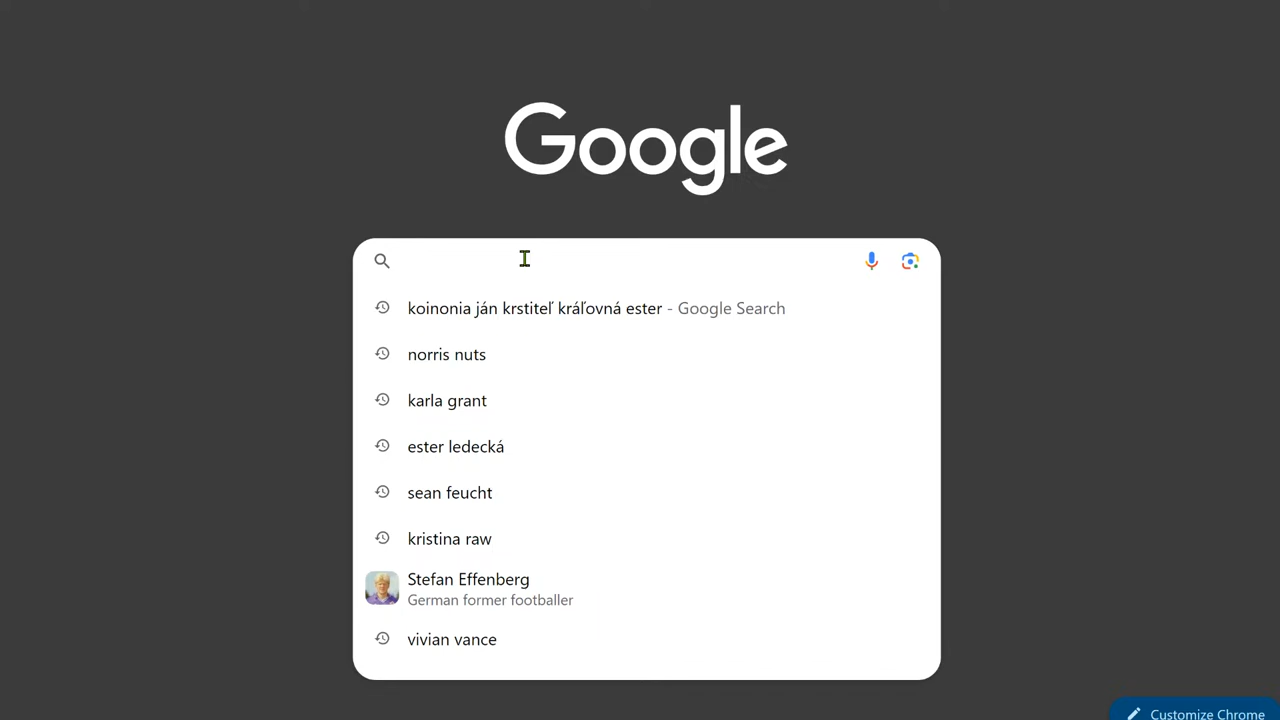 Google
koinonia ján krstiteľ kráľovná ester - Google Search
norris nuts
karla grant
ester ledecká
sean feucht
kristina raw
Stefan Effenberg
German former footballer
vivian vance
Customize Chrome